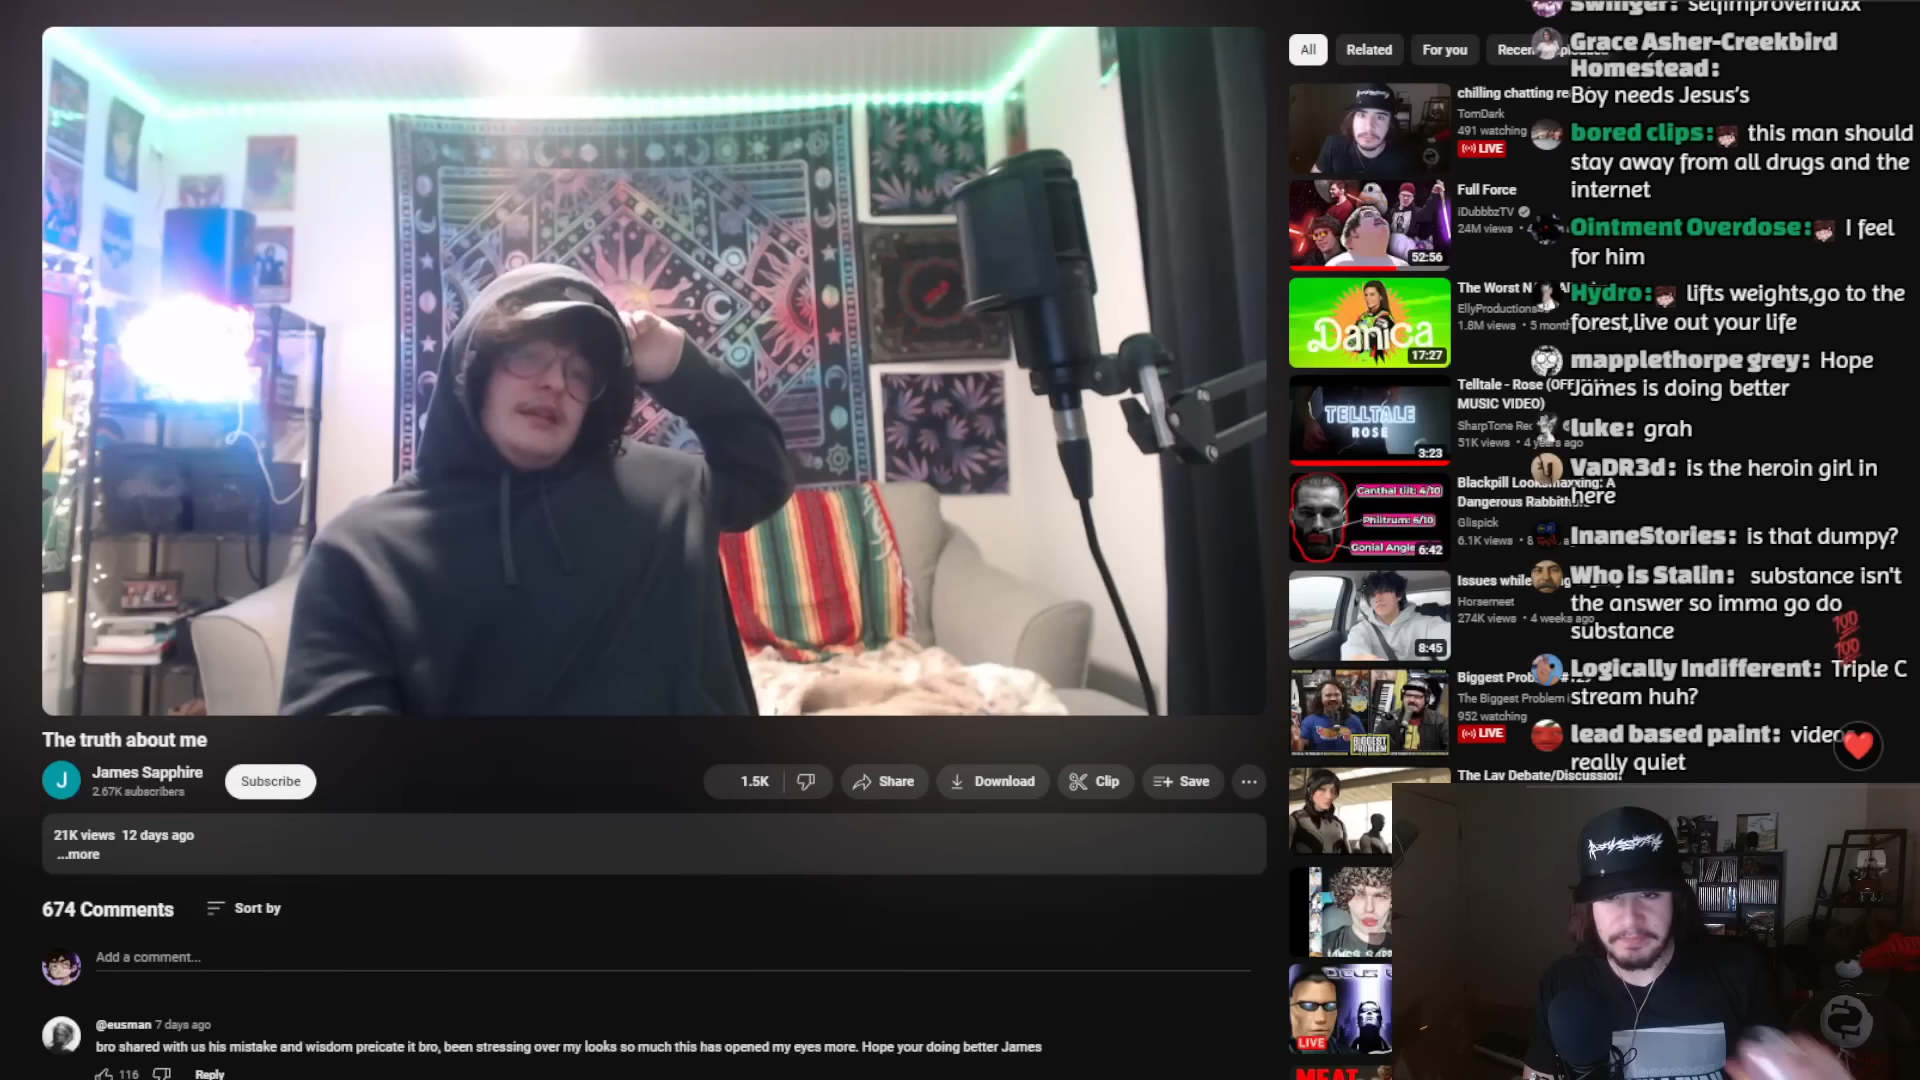 The truth about me
J
James Sapphire
2.67K subscribers
Subscribe
1.5K
Share
Download
Clip
Save
21K views 12 days ago
...more
674 Comments
Sort by
Add a comment...
@eusman 7 days ago
bro shared with us his mistake and wisdom preicate it bro, been stressing over my looks so much this has opened my eyes more. Hope your doing better James
116
Reply
All
Related
For you
chilling chatting
TomDark
491 watching
LIVE
Full Force
iDubbbzTV
24M views
52:56
The Worst
EllyProductions
1.8M views
Danica
17:27
Telltale - Rose
MUSIC VIDEO)
51K views
TELLTALE
ROSE
3:23
Blackpill Looksmaxxing: A
Dangerous
Glispick
6.1K views
Canthal tilt: 4/10
Philtrum: 6/10
Gonial Angle
6:42
Issues while
Horsemeet
274K views • 4 weeks ago
8:45
Biggest
The Biggest Problem
952 watching
LIVE
BIGGEST
PROBLEM
The Lav Debate/Discussion
LIVE
MEAT
swinger: selfimprovemaxx
Grace Asher-Creekbird
Homestead:
Boy needs Jesus's
bored clips: this man should
stay away from all drugs and the
internet
Ointment Overdose: I feel
for him
Hydro: lifts weights,go to the
forest,live out your life
mapplethorpe grey: Hope
James is doing better
luke: grah
VaDR3d: is the heroin girl in
here
InaneStories: is that dumpy?
Who is Stalin: substance isn't
the answer so imma go do
substance
Logically Indifferent: Triple C
stream huh?
lead based paint: video
really quiet